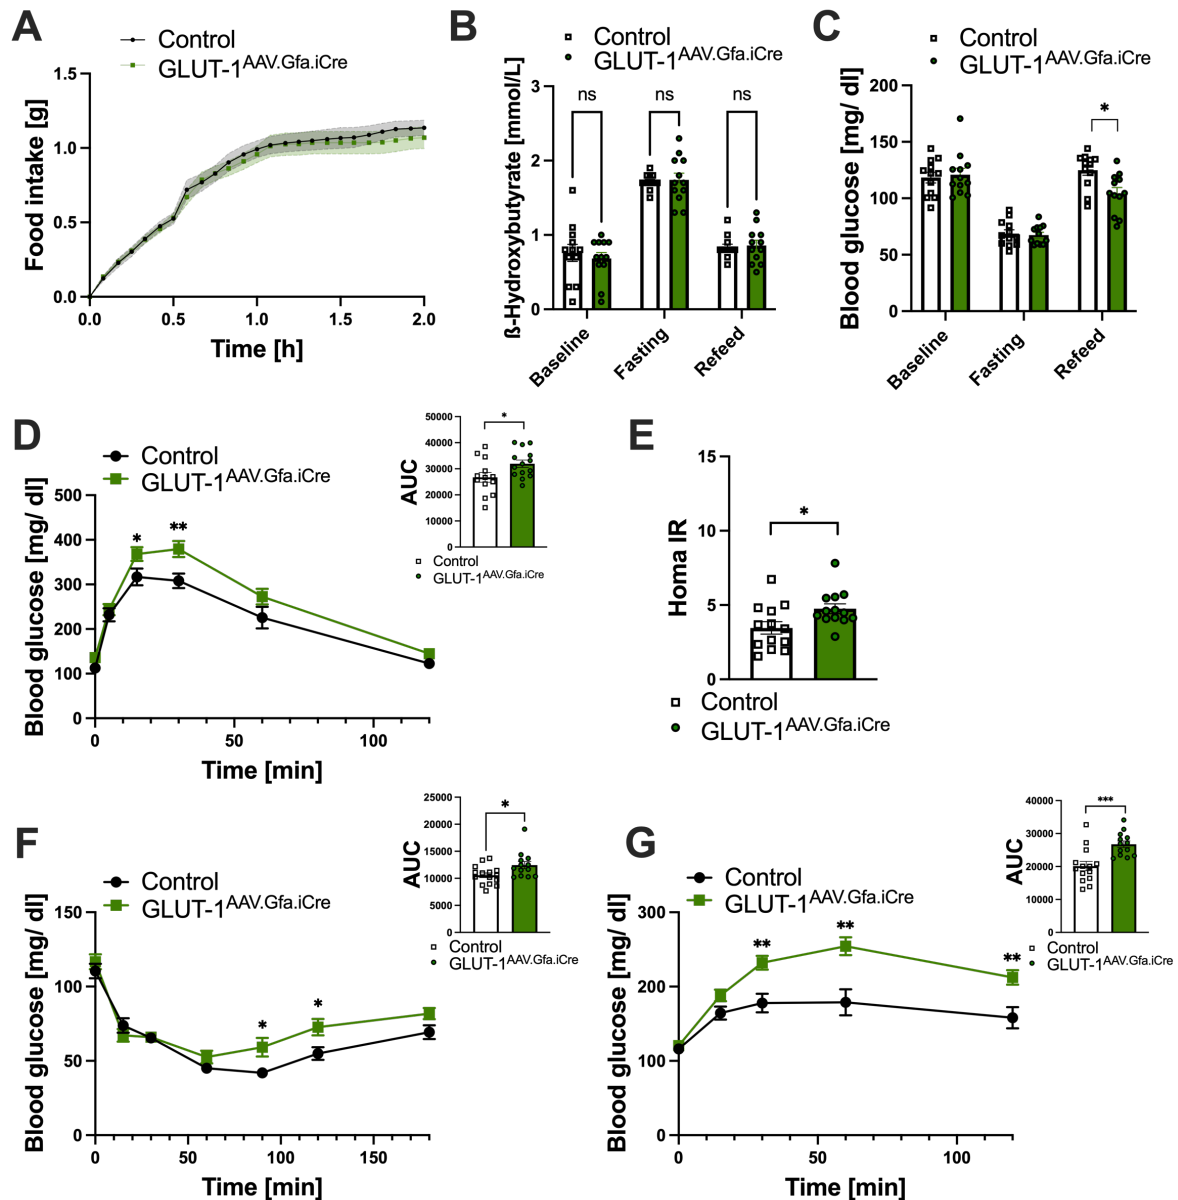 A
Control
GLUT-1AAV.Gfa.iCre
Food intake [g]
1.5
1.0
0.5
0.0
0.0 0.5 1.0 1.5 2.0
Time [h]
B
Control
GLUT-1AAV.Gfa.iCre
ß-Hydroxybutyrate [mmol/L]
3
2
1
0
ns ns ns
Baseline Fasting Refeed
C
Control
GLUT-1AAV.Gfa.iCre
Blood glucose [mg/ dl]
200
150
100
50
0
*
Baseline Fasting Refeed
D
Control
GLUT-1AAV.Gfa.iCre
Blood glucose [mg/ dl]
500
400
300
200
100
0
* **
0 50 100
Time [min]
AUC
50000
40000
30000
20000
10000
0
*
Control
GLUT-1AAV.Gfa.iCre
E
Homa IR
15
10
5
0
*
Control
GLUT-1AAV.Gfa.iCre
F
Control
GLUT-1AAV.Gfa.iCre
Blood glucose [mg/ dl]
150
100
50
0
* *
0 50 100 150
Time [min]
AUC
25000
20000
15000
10000
5000
0
*
Control
GLUT-1AAV.Gfa.iCre
G
Control
GLUT-1AAV.Gfa.iCre
Blood glucose [mg/ dl]
300
200
100
0
** ** **
0 50 100
Time [min]
AUC
40000
30000
20000
10000
0
***
Control
GLUT-1AAV.Gfa.iCre